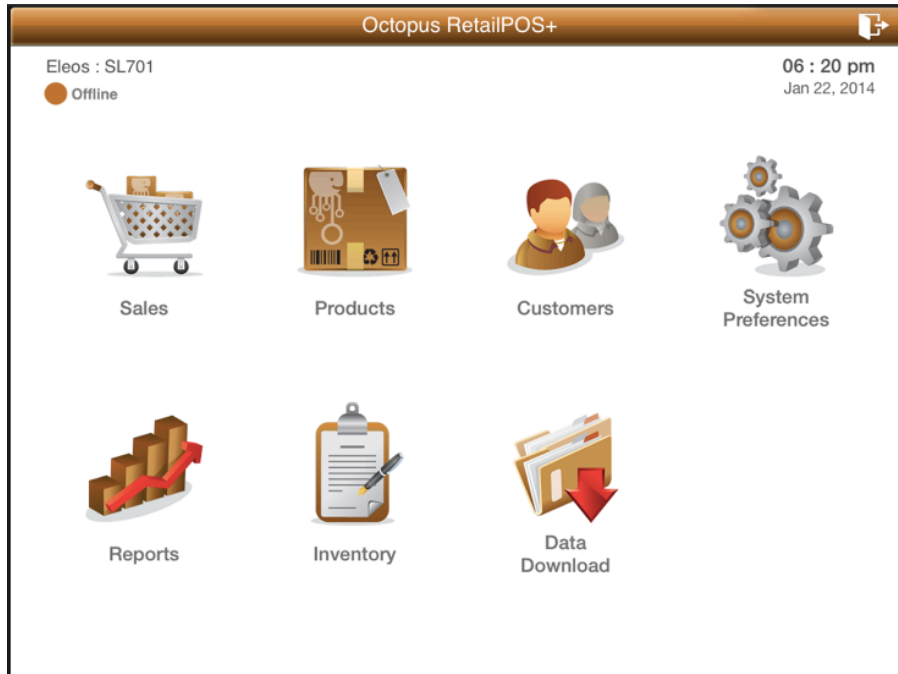 Octopus RetailPOS+
Eleos : SL701
06 : 20 pm
Offline
Jan 22, 2014
Sales
Products
Customers
System
Preferences
Reports
Inventory
Data
Download